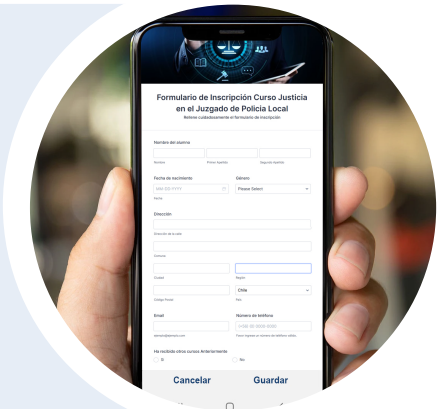 Formulario de Inscripción Curso Justicia
en el Juzgado de Policía Local
Rellene cuidadosamente el formulario de inscripción
Nombre del alumno
Nombre Primer Apellido Segundo Apellido
Fecha de nacimiento Género
MM-DD-YYYY Please Select
Fecha
Dirección
Dirección de la calle
Comuna
Ciudad Región
Chile
Código Postal País
Email Número de teléfono
ejemplo@ejemplo.com
Ha recibido otros cursos Anteriormente
Si No
Cancelar Guardar